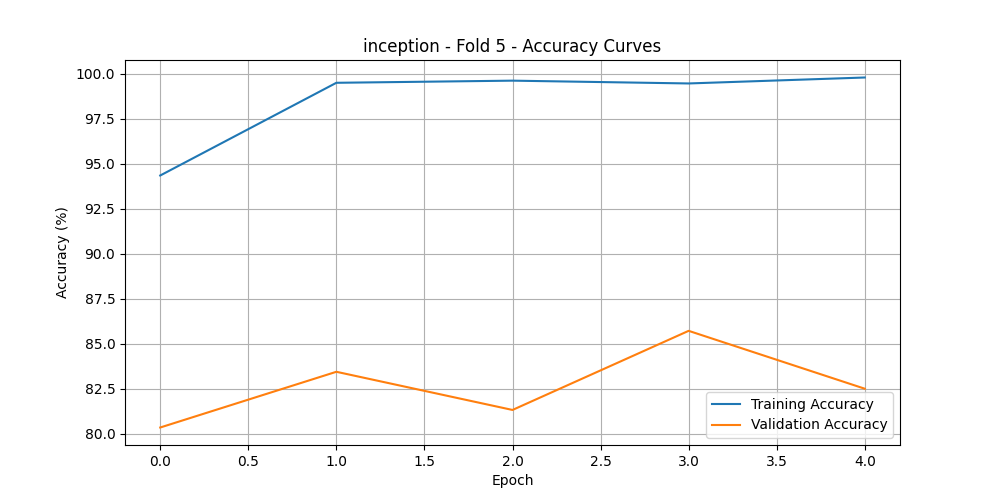 inception - Fold 5 - Accuracy Curves
100.0
97.5
95.0
92.5
90.0
87.5
85.0
82.5
80.0
Accuracy (%)
0.0 0.5 1.0 1.5 2.0 2.5 3.0 3.5 4.0
Epoch
Training Accuracy
Validation Accuracy